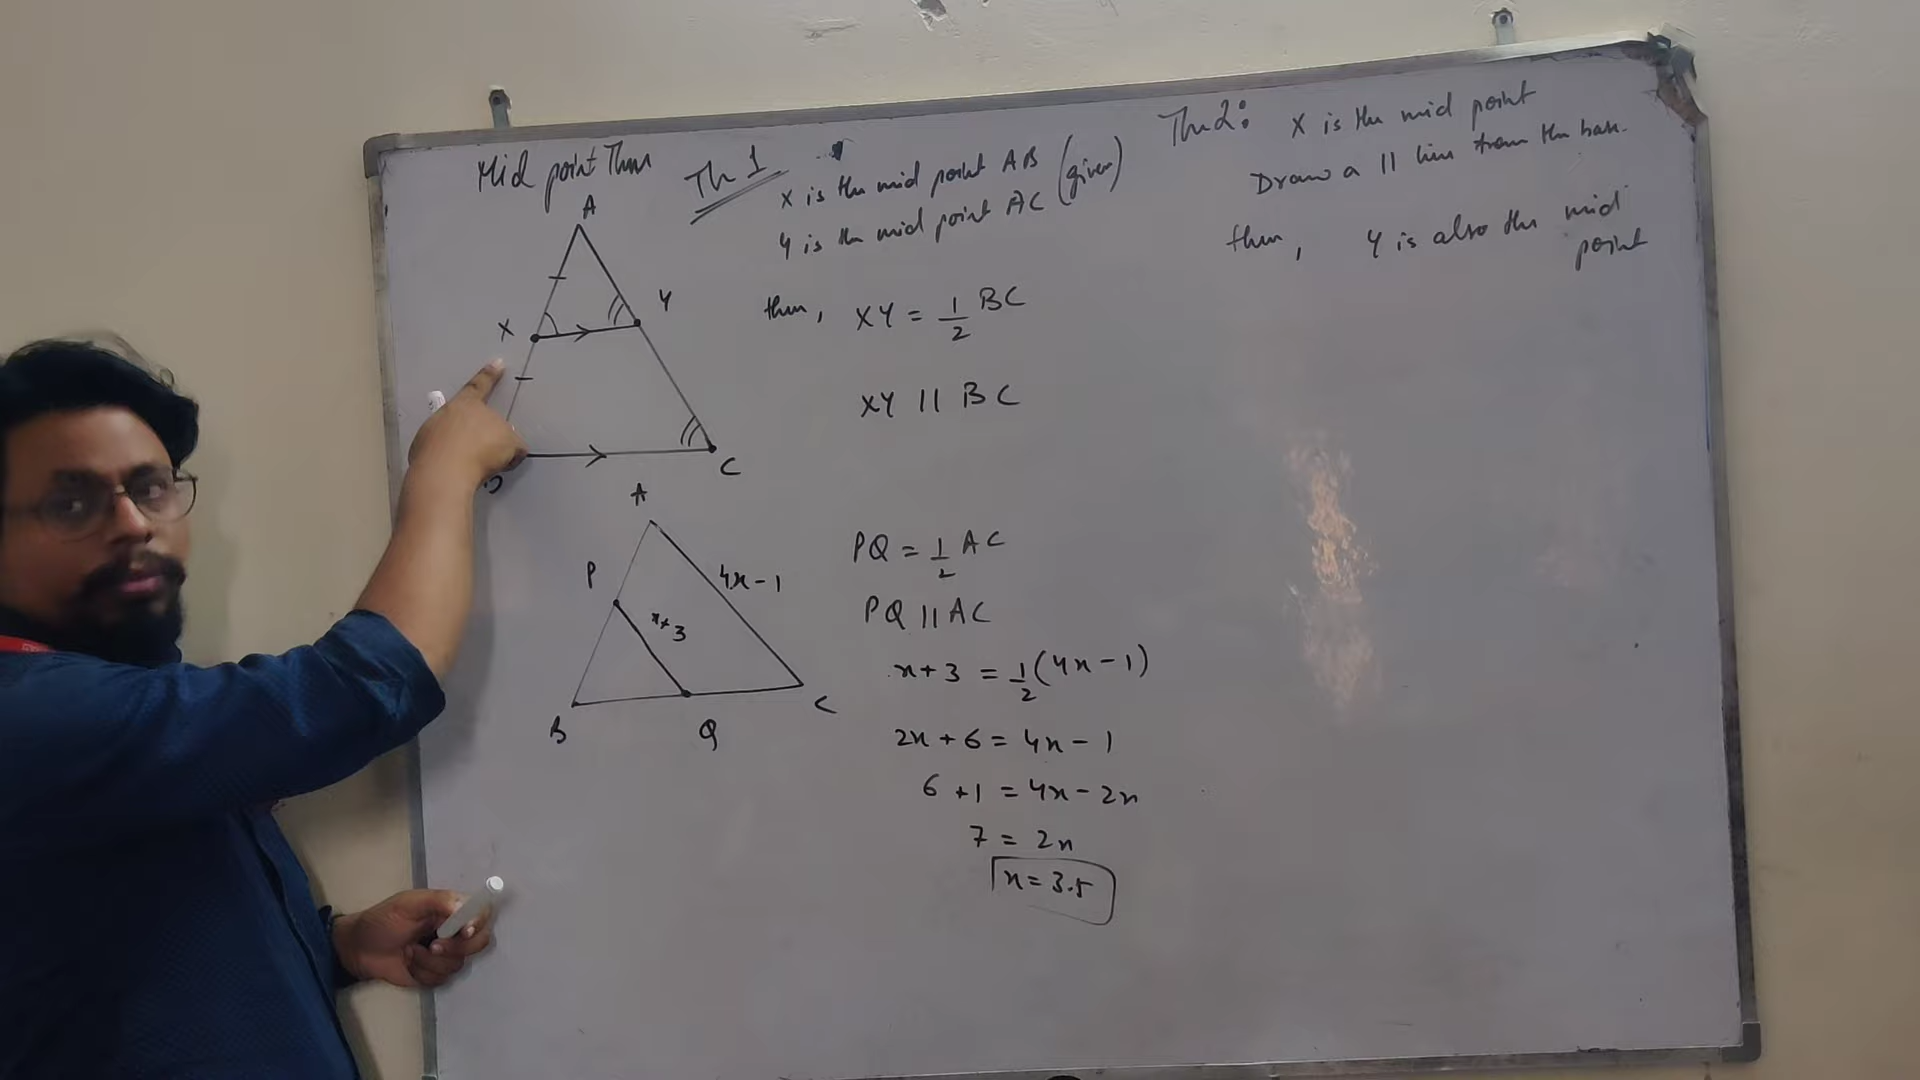 Mid point Thm
Th 1
X is the mid point AB (given)
Y is the mid point AC
then, XY = 1/2 BC
XY || BC
Th 2: X is the mid point
Draw a || line from the base.
then, Y is also the mid
point
A
X
Y
C
A
P
4x - 1
x + 3
B
Q
C
PQ = 1/2 AC
PQ || AC
x + 3 = 1/2 (4x - 1)
2x + 6 = 4x - 1
6 + 1 = 4x - 2x
7 = 2x
x = 3.5